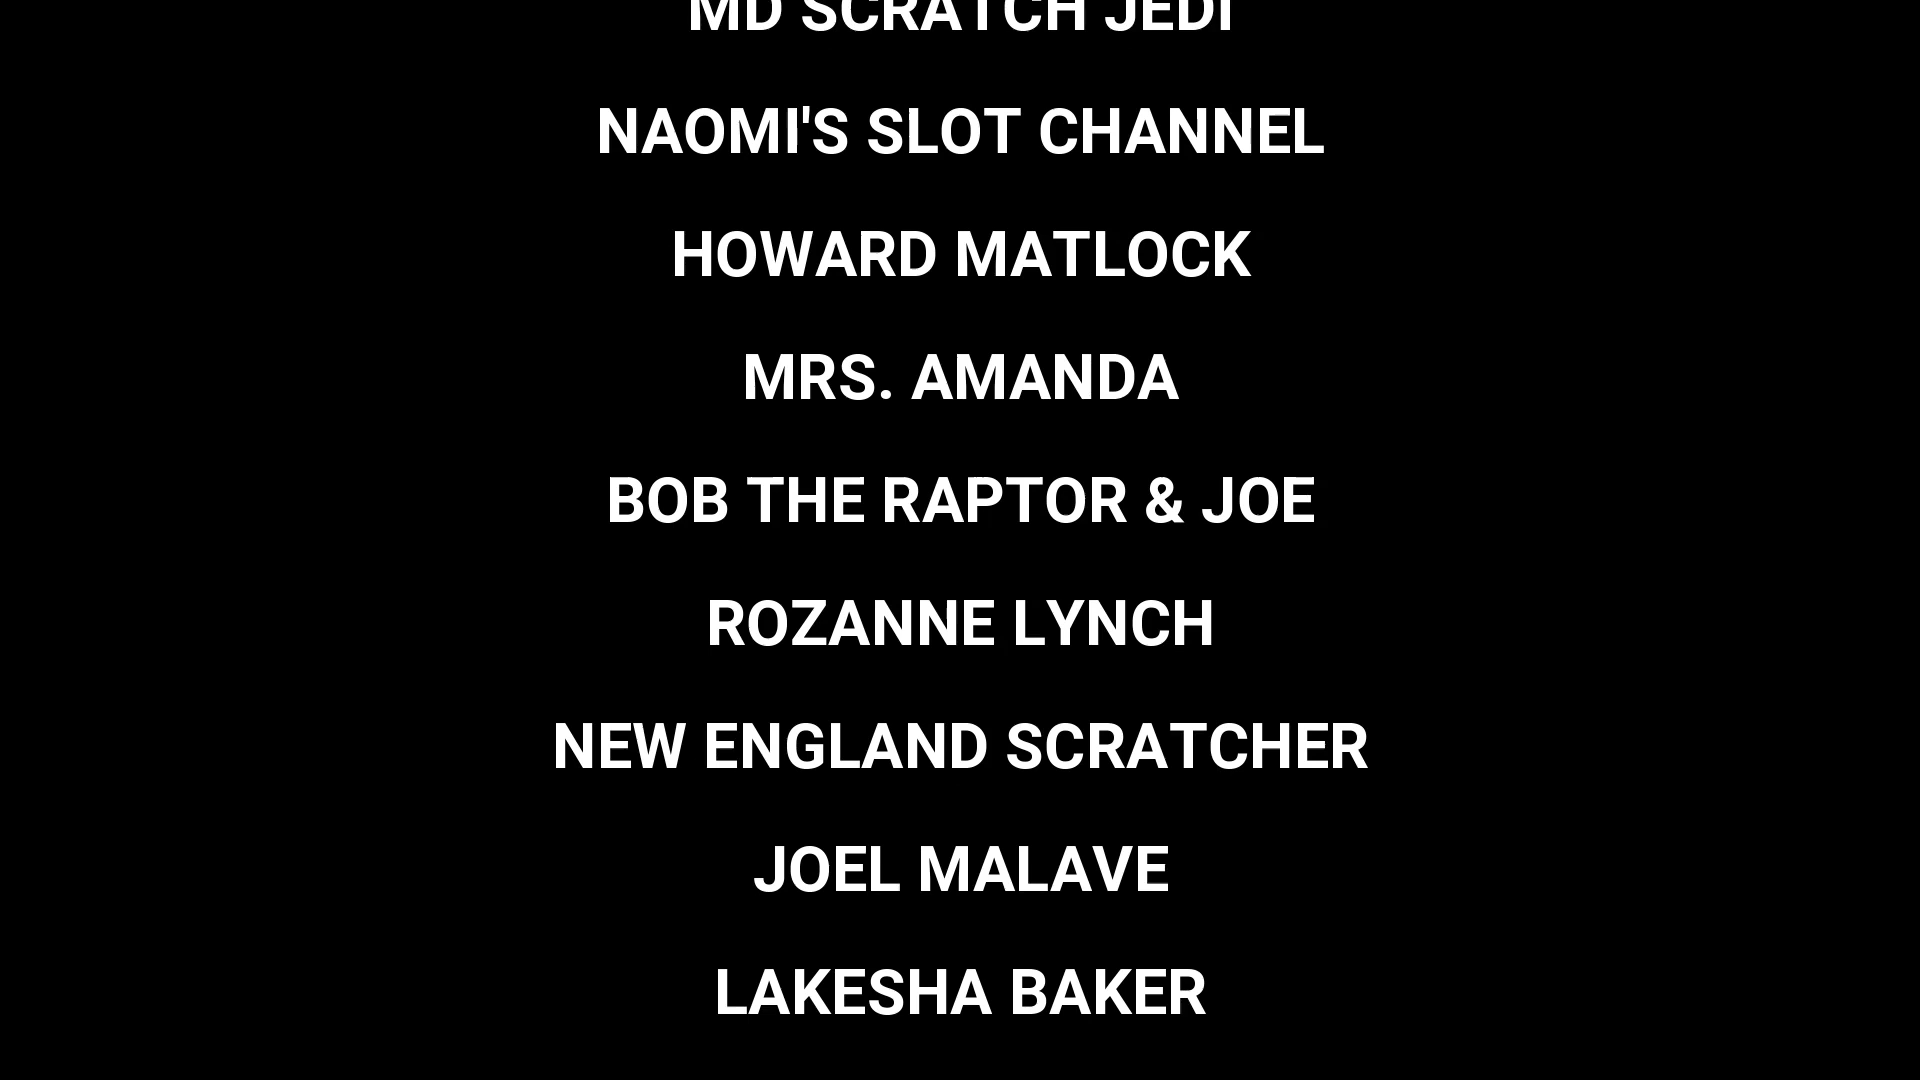 MD SCRATCH JEDI
NAOMI'S SLOT CHANNEL
HOWARD MATLOCK
MRS. AMANDA
BOB THE RAPTOR & JOE
ROZANNE LYNCH
NEW ENGLAND SCRATCHER
JOEL MALAVE
LAKESHA BAKER